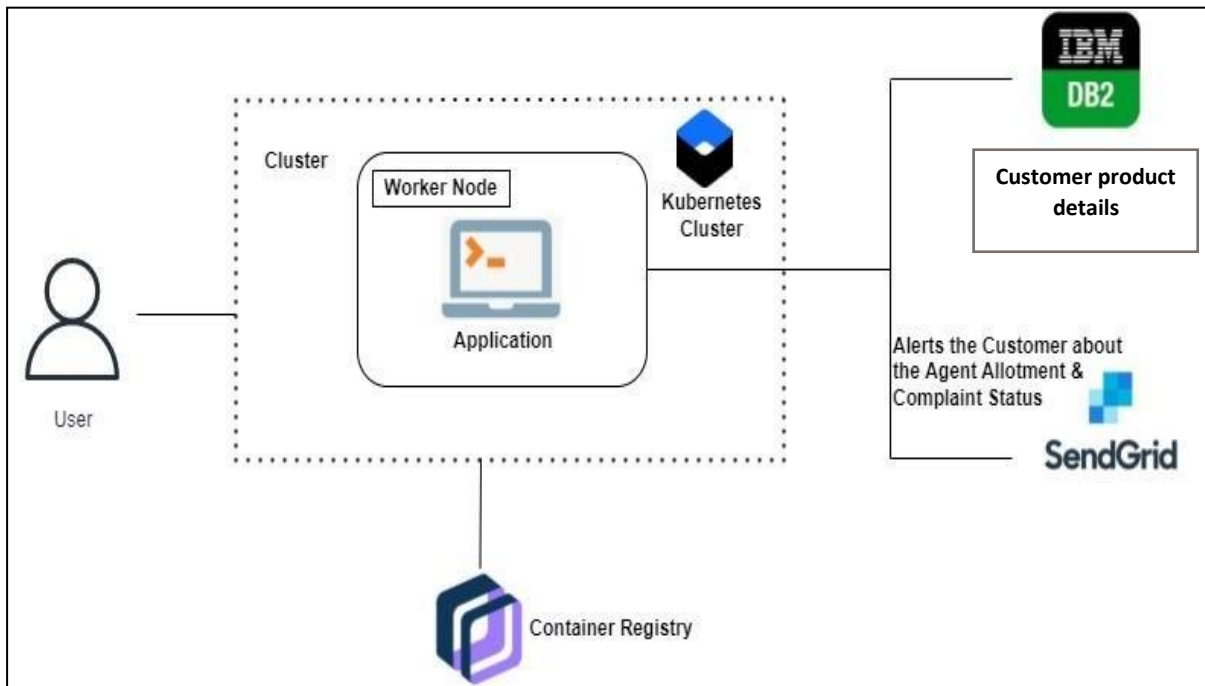 IBM
DB2
Cluster
Worker Node
Kubernetes
Cluster
Customer product
details
Application
User
Alerts the Customer about
the Agent Allotment &
Complaint Status
SendGrid
Container Registry